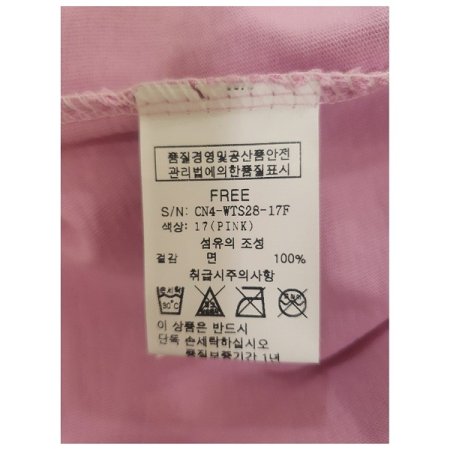 품질경영및공산품안전
관리법에의한품질표시
FREE
S/N: CN4-WTS28-17F
색상: 17(PINK)
섬유의 조성
겉감 면 100%
취급시주의사항
30℃
이 상품은 반드시
단독 손세탁하십시오
품질보증기간 1년